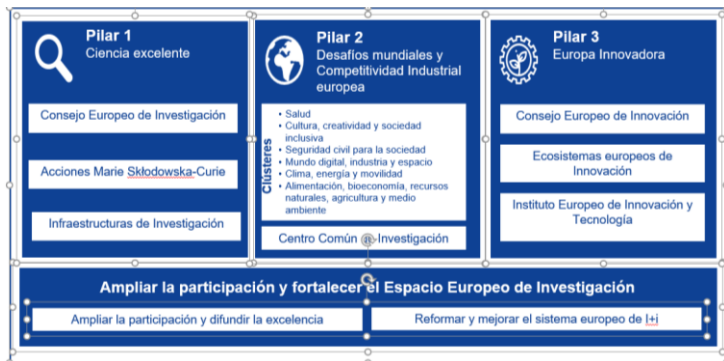 Pilar 1
Ciencia excelente
Consejo Europeo de Investigación
Acciones Marie Skłodowska-Curie
Infraestructuras de Investigación
Pilar 2
Desafíos mundiales y
Competitividad Industrial
europea
Clústeres
• Salud
• Cultura, creatividad y sociedad
inclusiva
• Seguridad civil para la sociedad
• Mundo digital, industria y espacio
• Clima, energía y movilidad
• Alimentación, bioeconomía, recursos
naturales, agricultura y medio
ambiente
Centro Común Investigación
Pilar 3
Europa Innovadora
Consejo Europeo de Innovación
Ecosistemas europeos de
Innovación
Instituto Europeo de Innovación y
Tecnología
Ampliar la participación y fortalecer el Espacio Europeo de Investigación
Ampliar la participación y difundir la excelencia
Reformar y mejorar el sistema europeo de I+i